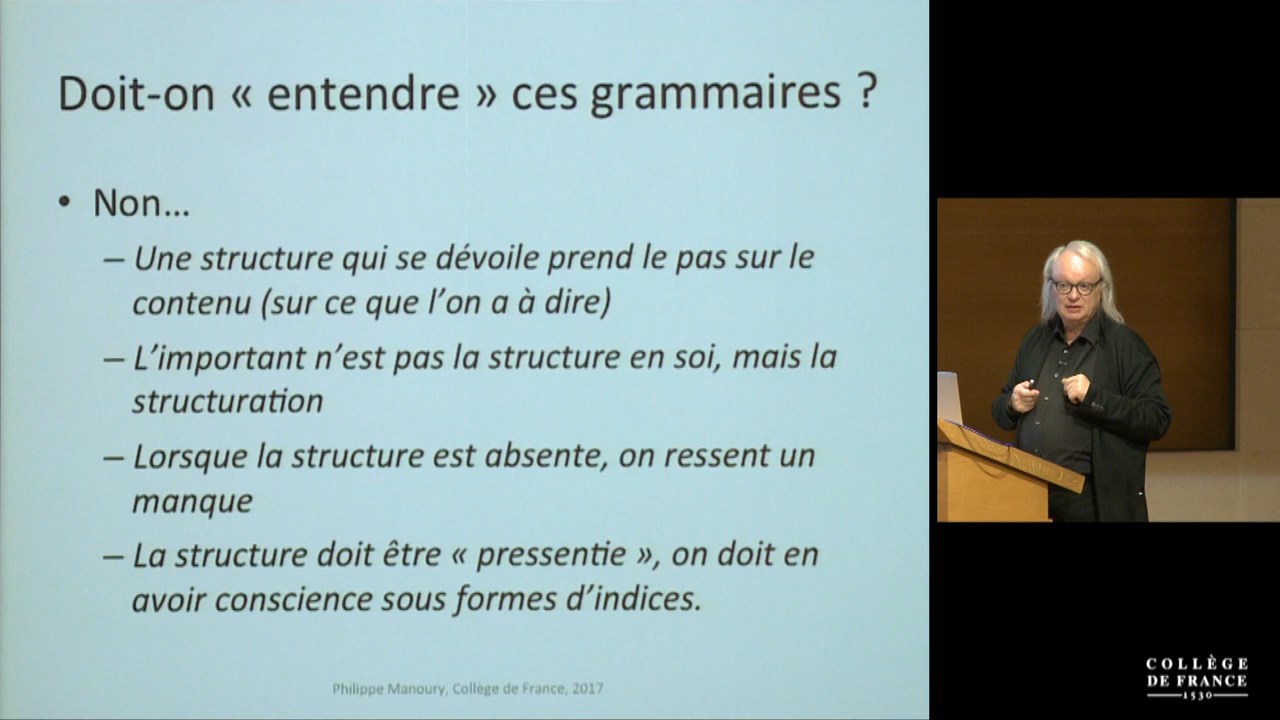 Doit-on « entendre » ces grammaires ?
• Non...
– Une structure qui se dévoile prend le pas sur le
contenu (sur ce que l'on a à dire)
– L'important n'est pas la structure en soi, mais la
structuration
– Lorsque la structure est absente, on ressent un
manque
– La structure doit être « pressentie », on doit en
avoir conscience sous formes d'indices.
Philippe Manoury, Collège de France, 2017
COLLÈGE
DE FRANCE
1530